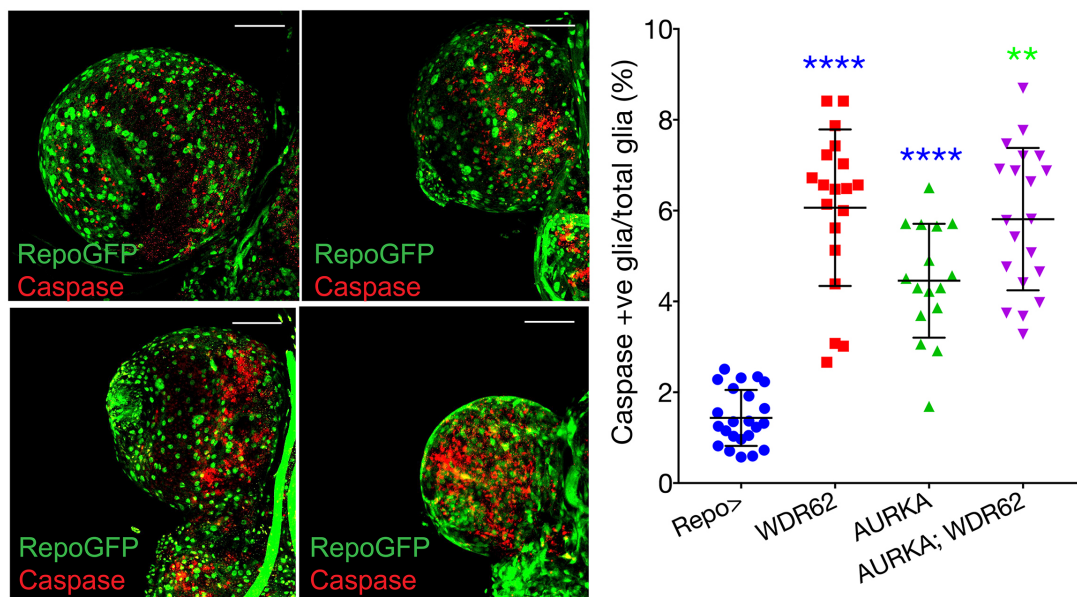 RepoGFP
Caspase
RepoGFP
Caspase
RepoGFP
Caspase
RepoGFP
Caspase
Caspase +ve glia/total glia (%)
10
8
6
4
2
0
****
****
**
Repo>
WDR62
AURKA
AURKA; WDR62